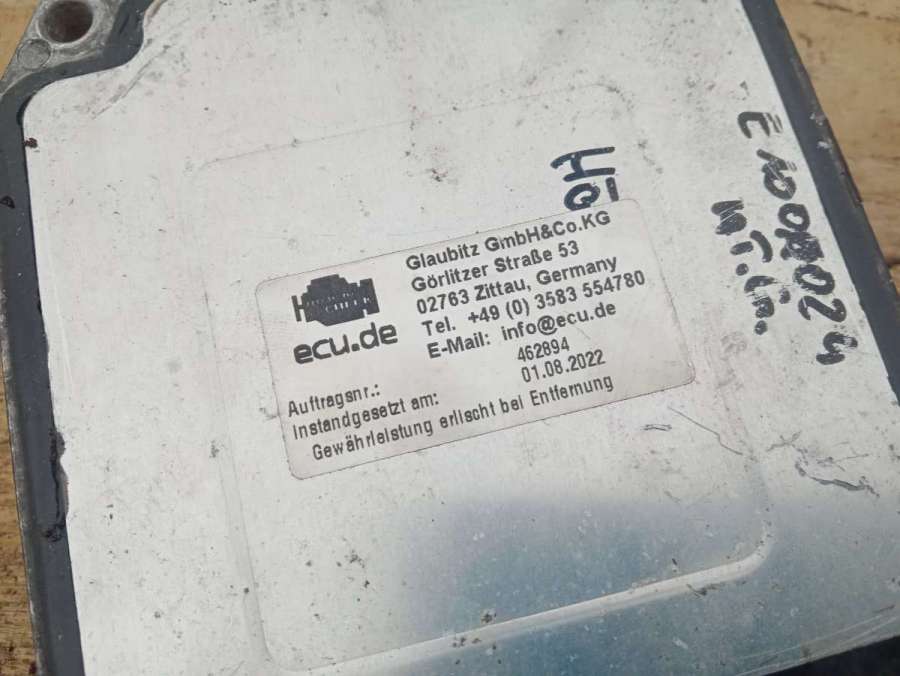 Glaubitz GmbH&Co.KG
Görlitzer Straße 53
02763 Zittau, Germany
Tel. +49 (0) 3583 554780
E-Mail: info@ecu.de
ecu.de
Auftragsnr.: 462894
Instandgesetzt am: 01.08.2022
Gewährleistung erlischt bei Entfernung